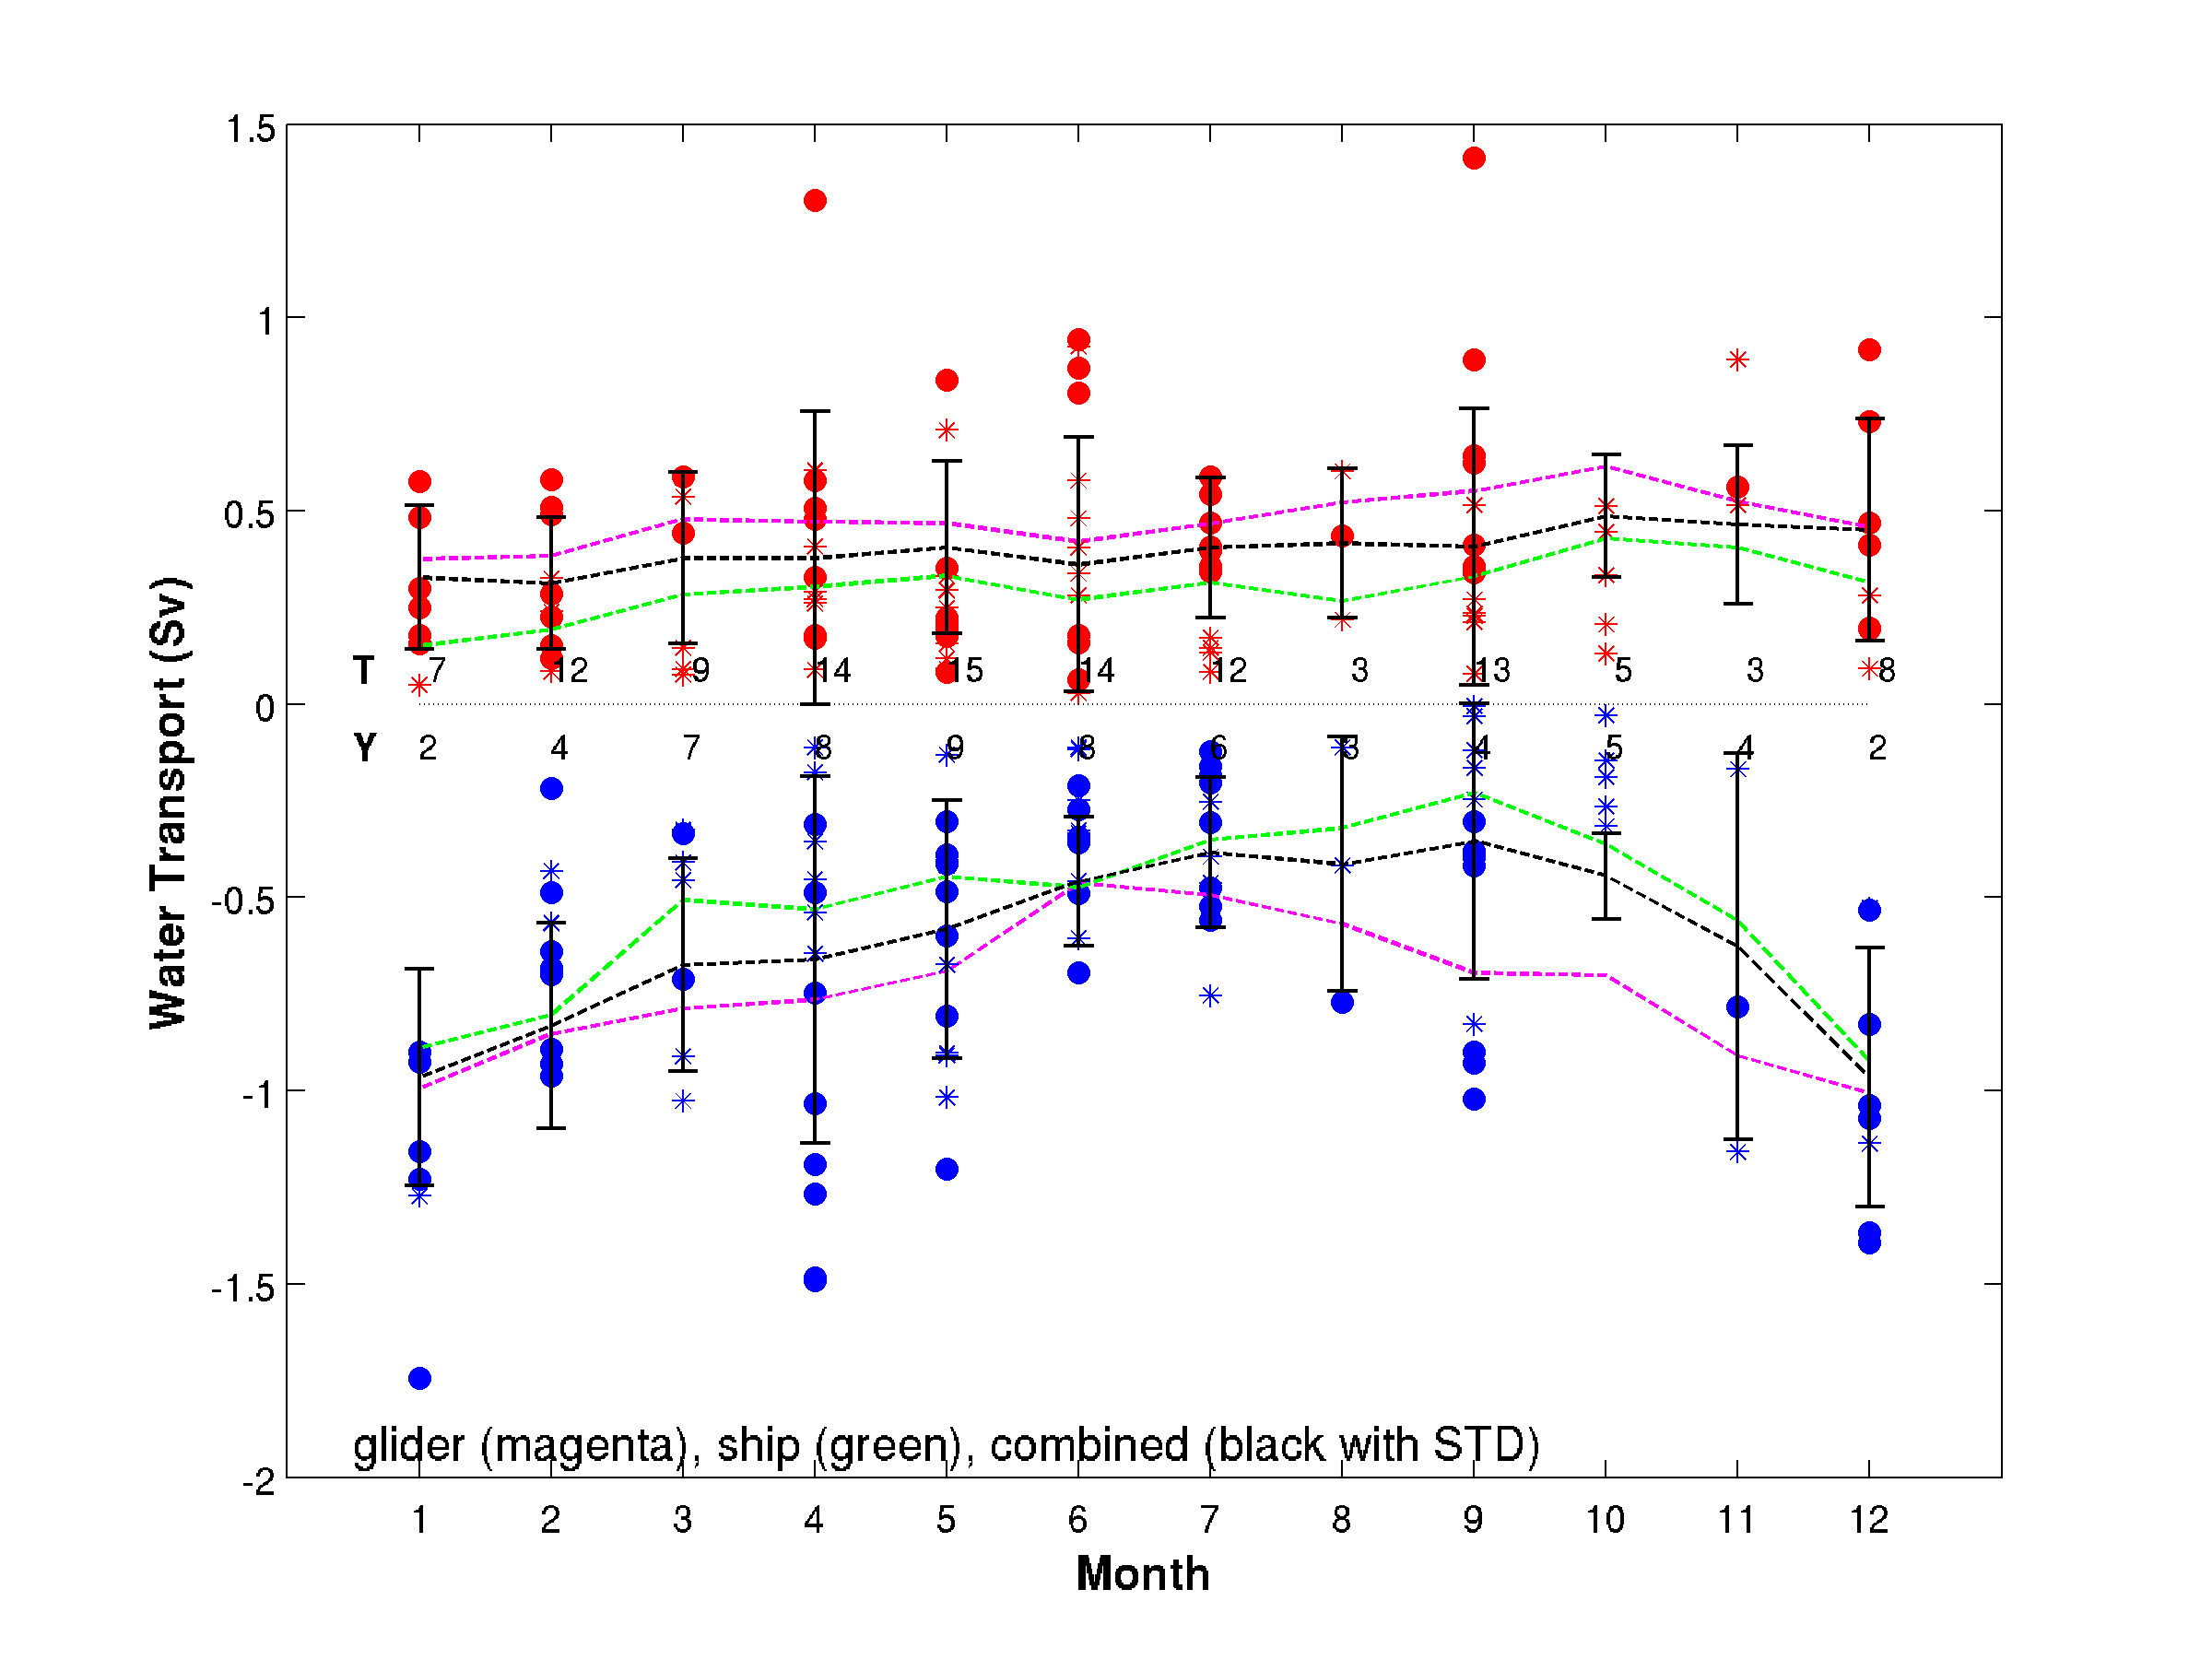 1.5
1
0.5
0
-0.5
-1
-1.5
-2
Water Transport (Sv)
T 7 12 9 14 15 14 12 3 13 5 3 8
Y 2 4 7 8 9 8 6 3 4 5 4 2
glider (magenta), ship (green), combined (black with STD)
1 2 3 4 5 6 7 8 9 10 11 12
Month